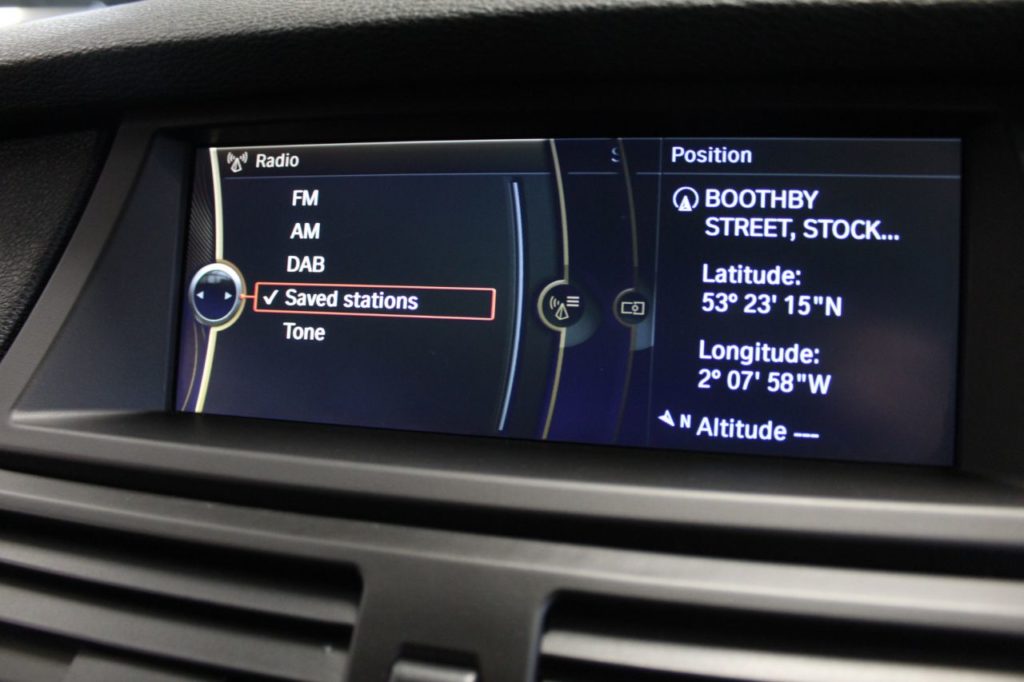 Radio
S
FM
AM
DAB
✓ Saved stations
Tone
Position
BOOTHBY
STREET, STOCK...
Latitude:
53° 23' 15"N
Longitude:
2° 07' 58"W
N Altitude ---